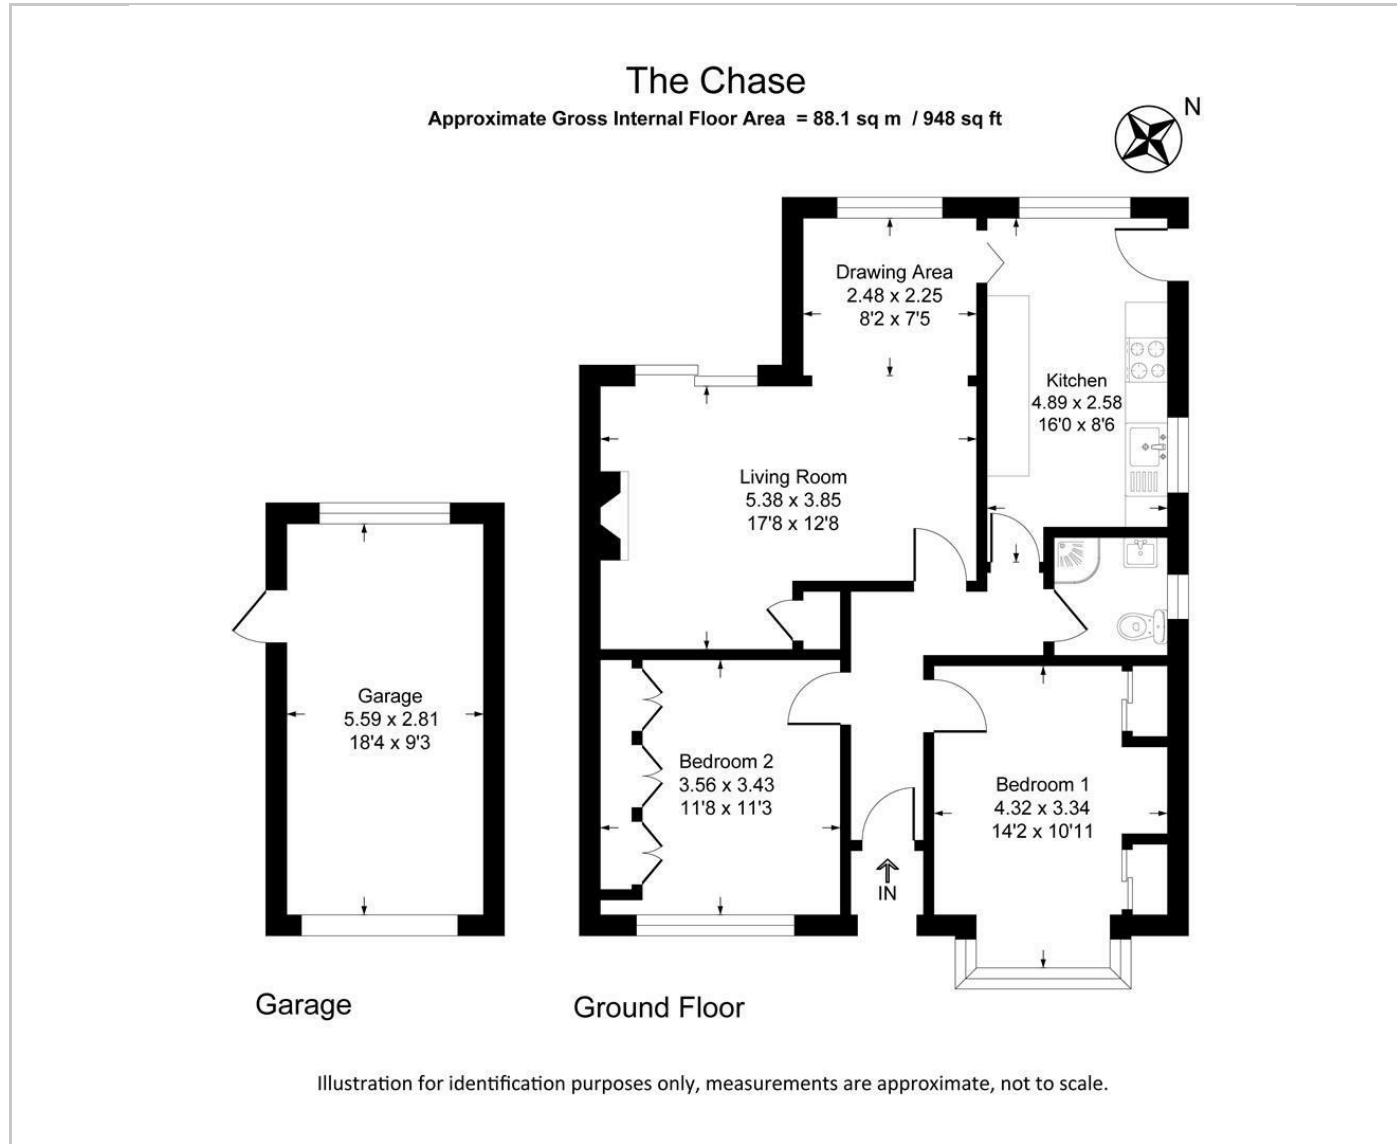 The Chase
Approximate Gross Internal Floor Area = 88.1 sq m / 948 sq ft
N
Drawing Area
2.48 x 2.25
8'2 x 7'5
Kitchen
4.89 x 2.58
16'0 x 8'6
Living Room
5.38 x 3.85
17'8 x 12'8
Garage
5.59 x 2.81
18'4 x 9'3
Bedroom 2
3.56 x 3.43
11'8 x 11'3
Bedroom 1
4.32 x 3.34
14'2 x 10'11
IN
Garage
Ground Floor
Illustration for identification purposes only, measurements are approximate, not to scale.